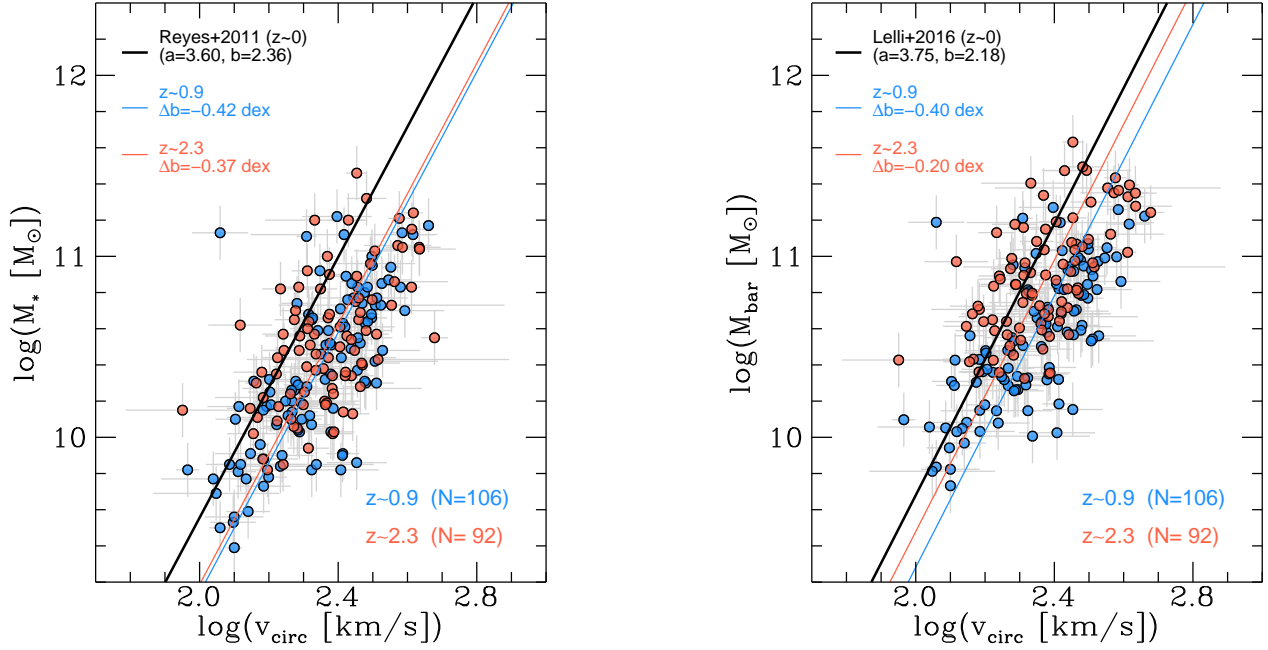 Reyes+2011 (z~0)
(a=3.60, b=2.36)
z~0.9
Δb=−0.42 dex
z~2.3
Δb=−0.37 dex
12
11
10
log(M* [M⊙])
z~0.9 (N=106)
z~2.3 (N= 92)
2.0 2.4 2.8
log(vcirc [km/s])
Lelli+2016 (z~0)
(a=3.75, b=2.18)
z~0.9
Δb=−0.40 dex
z~2.3
Δb=−0.20 dex
12
11
10
log(Mbar [M⊙])
z~0.9 (N=106)
z~2.3 (N= 92)
2.0 2.4 2.8
log(vcirc [km/s])